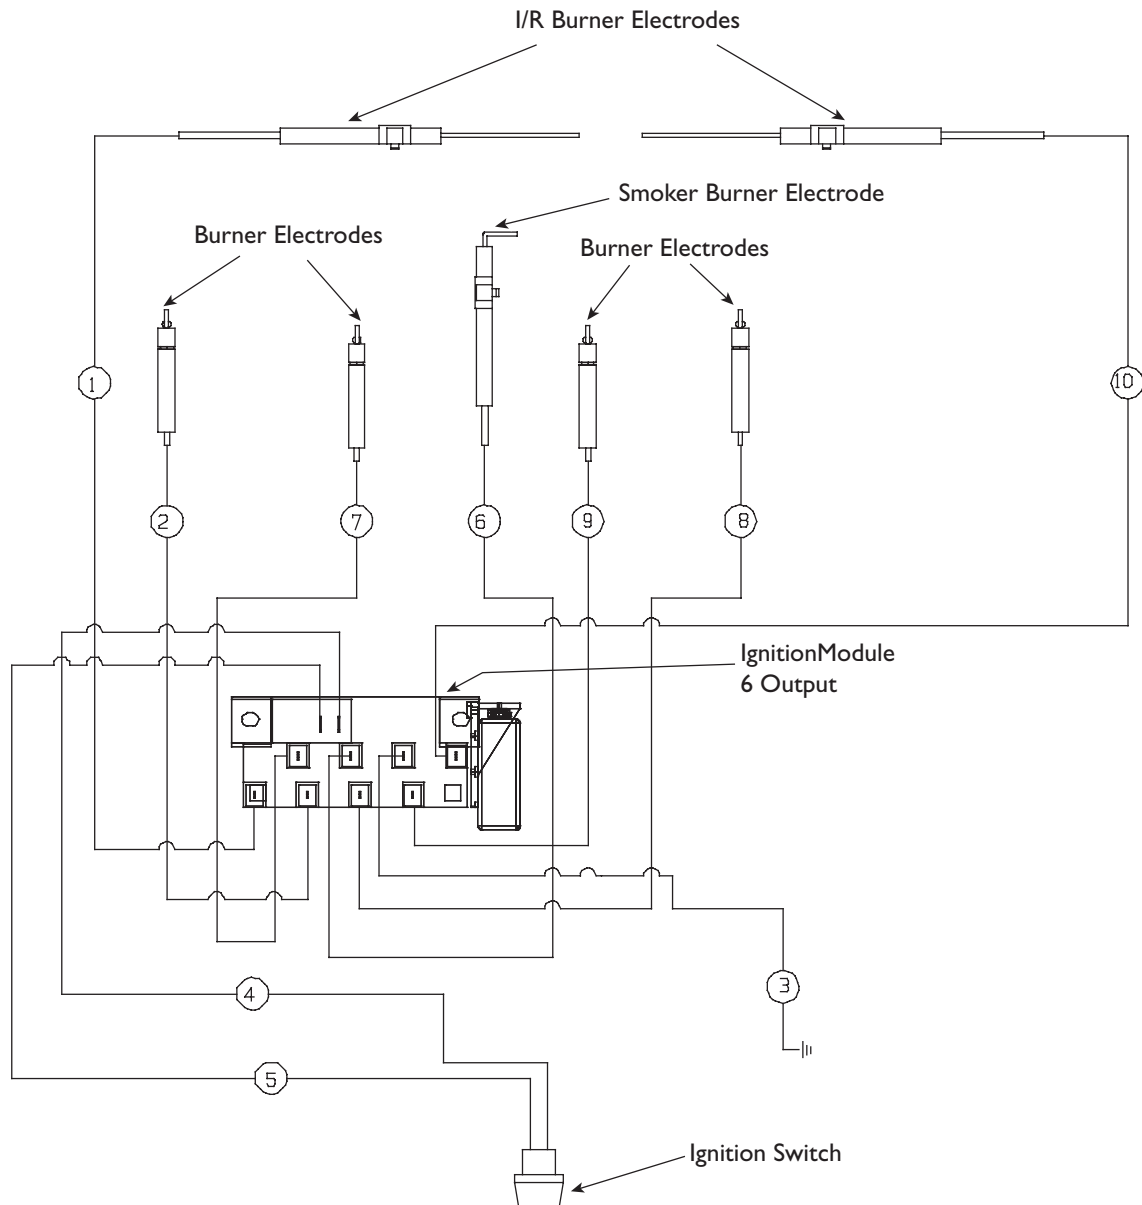 I/R Burner Electrodes
Smoker Burner Electrode
Burner Electrodes
Burner Electrodes
1
10
2
7
6
9
8
IgnitionModule
6 Output
4
3
5
Ignition Switch